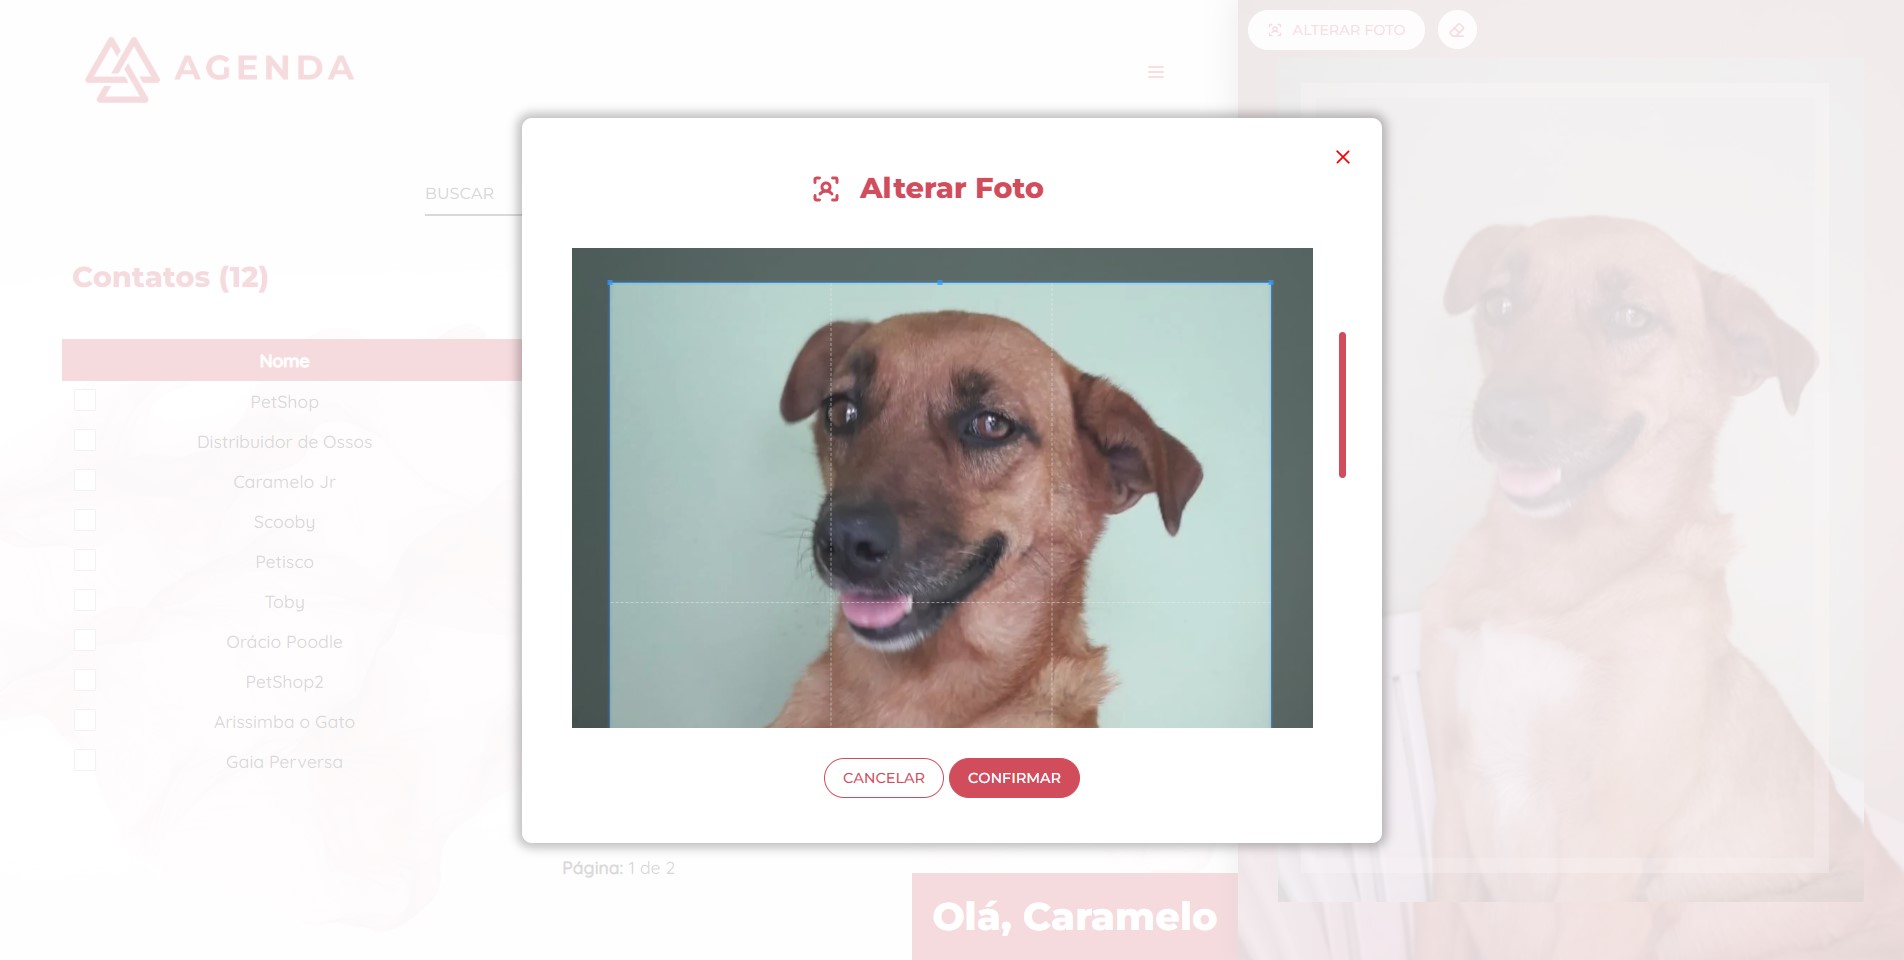 AGENDA
ALTERAR FOTO
BUSCAR
Contatos (12)
Nome
PetShop
Distribuidor de Ossos
Caramelo Jr
Scooby
Petisco
Toby
Orácio Poodle
PetShop2
Arissimba o Gato
Gaia Perversa
Alterar Foto
CANCELAR
CONFIRMAR
Página: 1 de 2
Olá, Caramelo